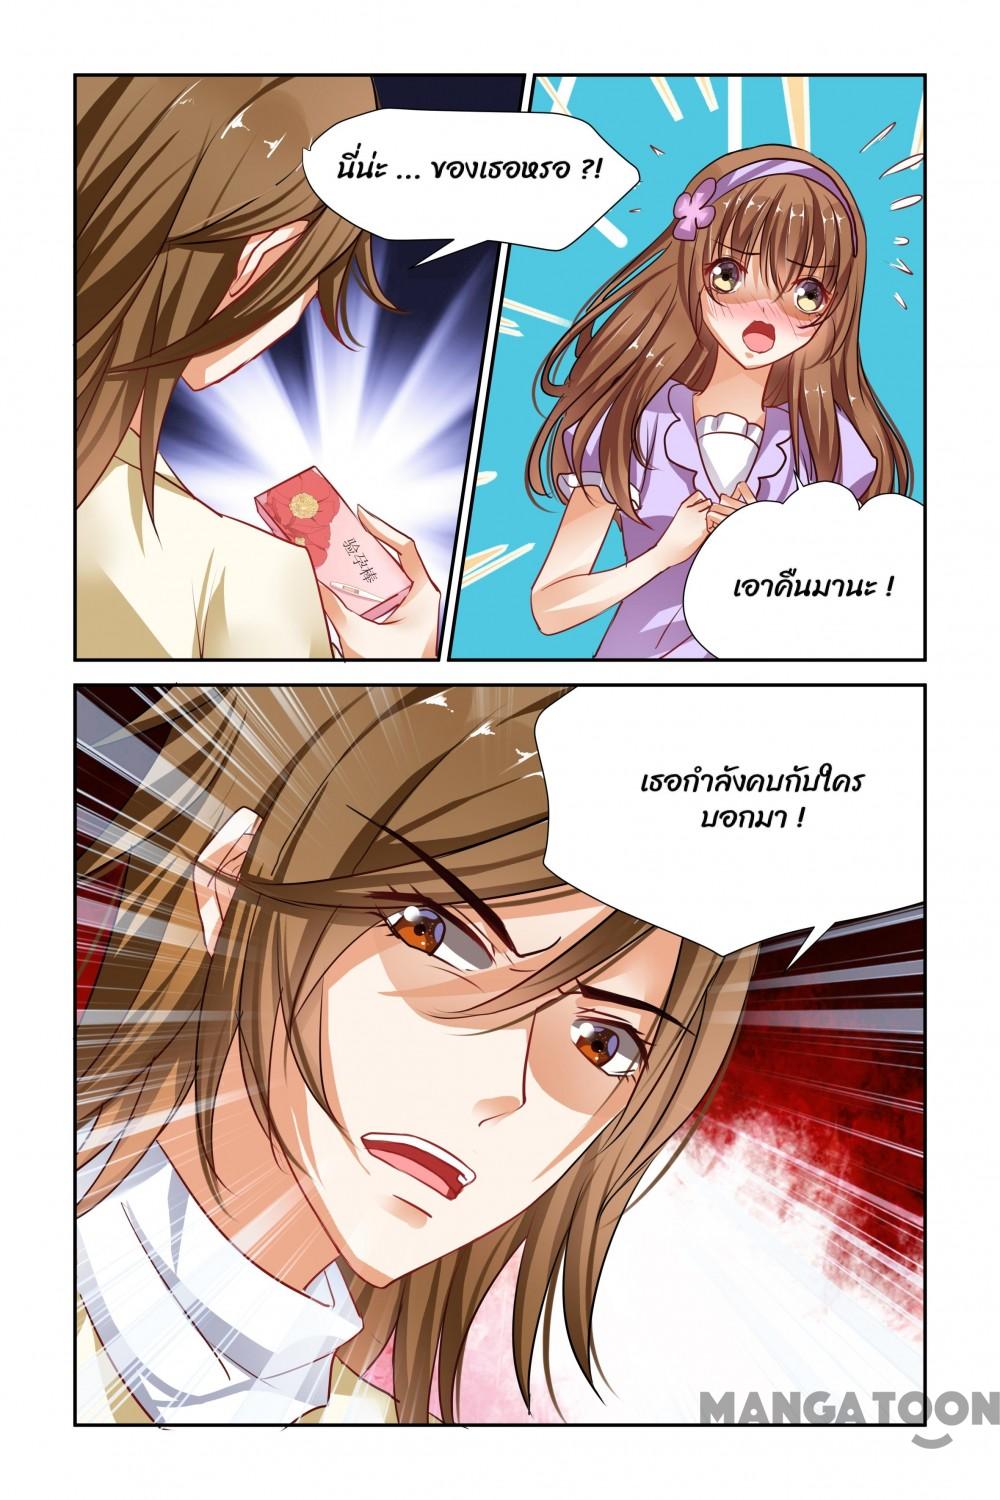 นี่น่ะ ... ของเธอหรอ ?!
验孕棒
เอาคืนมานะ !
เธอกำลังคบกับใคร
บอกมา !
MANGATOON